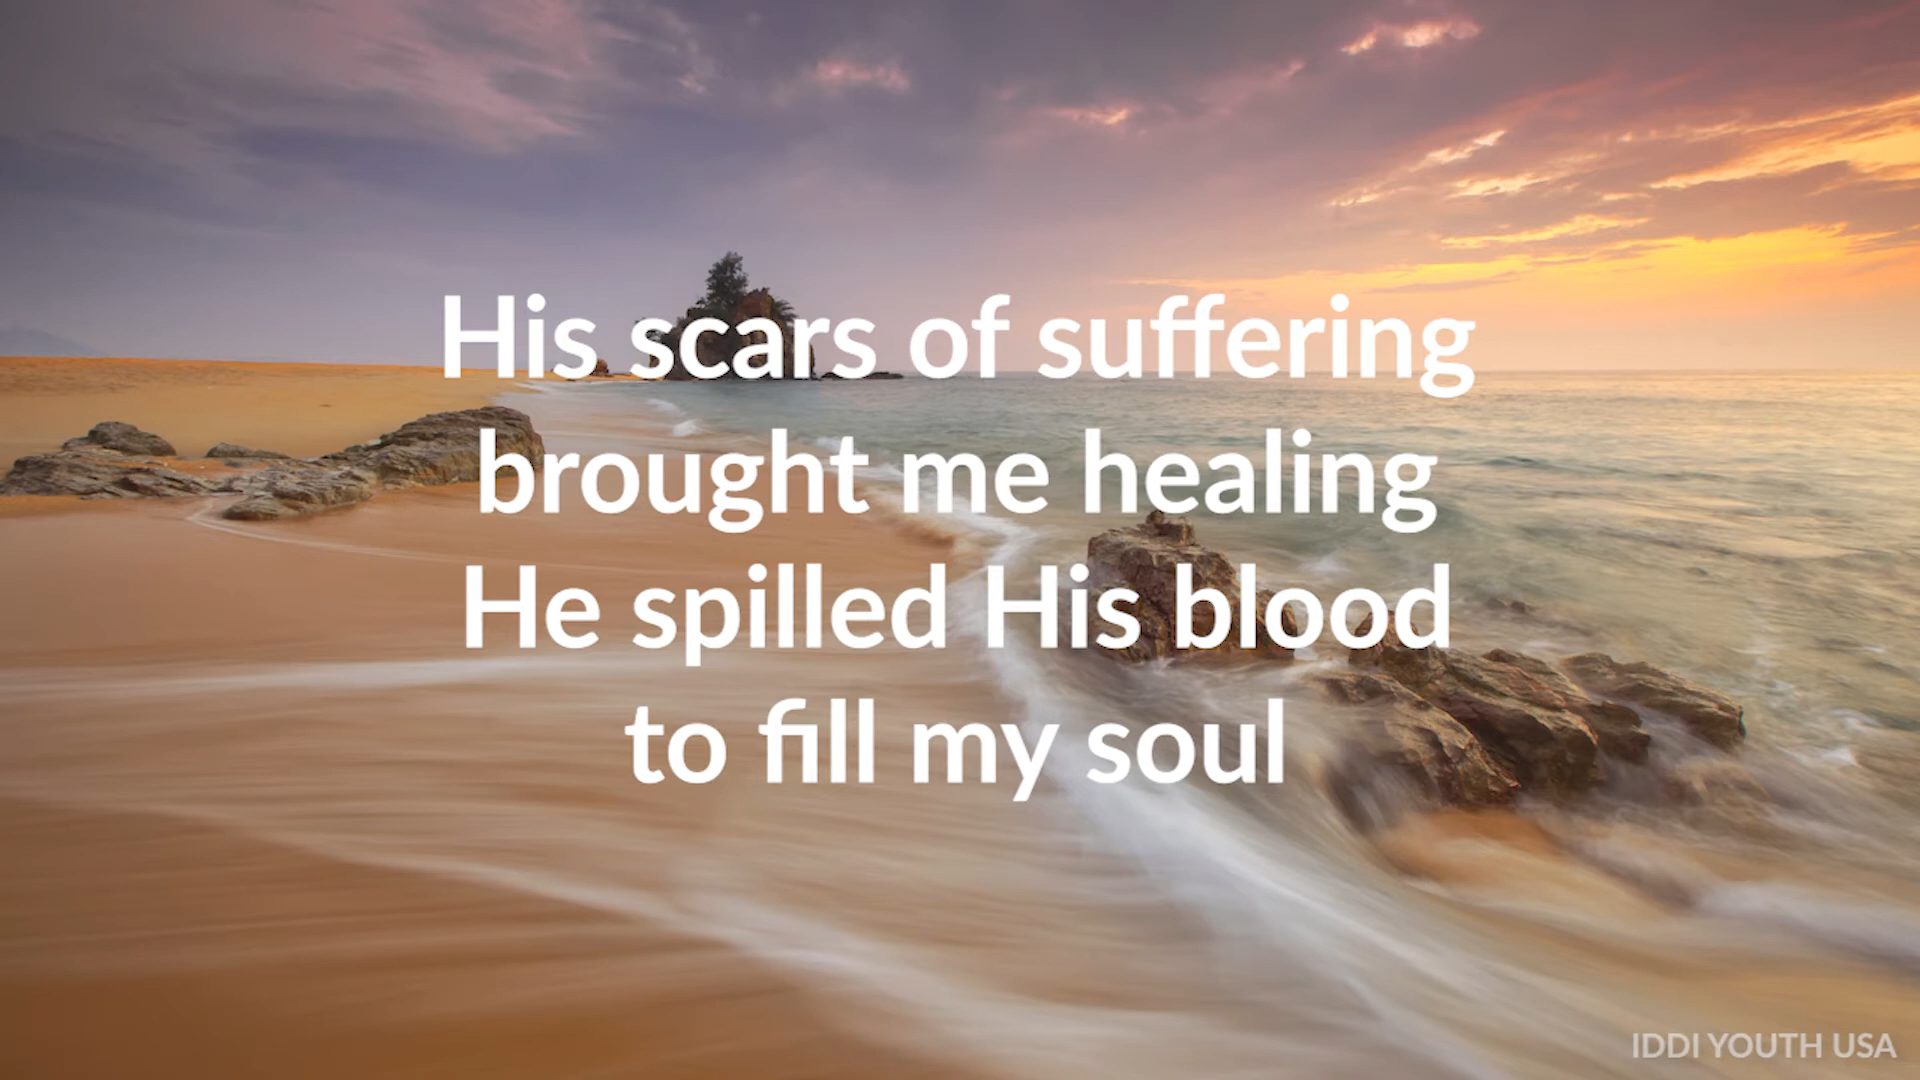 His scars of suffering
brought me healing
He spilled His blood
to fill my soul
IDDI YOUTH USA